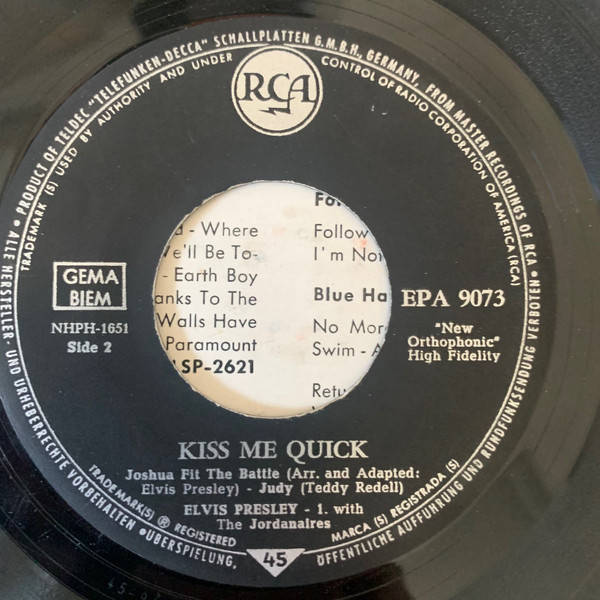 • PRODUCT OF TELDEC "TELEFUNKEN-DECCA" SCHALLPLATTEN G.M.B.H., GERMANY, FROM MASTER RECORDINGS OF RCA •
TRADEMARK (S) USED BY AUTHORITY AND UNDER CONTROL OF RADIO CORPORATION OF AMERICA (RCA)
RCA
- Where
e'll Be To-
- Earth Boy
anks To The
Walls Have
Paramount
SP-2621
Follow
I'm No
Blue Ha
No Mor
Swim - A
Retu
GEMA
BIEM
NHPH-1651
Side 2
EPA 9073
"New
Orthophonic"
High Fidelity
KISS ME QUICK
Joshua Fit The Battle (Arr. and Adapted:
Elvis Presley) - Judy (Teddy Redell)
ELVIS PRESLEY - 1. with
The Jordanaires
TRADEMARK(S) ® REGISTERED
MARCA (S) REGISTRADA (S)
• ALLE HERSTELLER- UND URHEBERRECHTE VORBEHALTEN • ÜBERSPIELUNG,
45
ÖFFENTLICHE AUFFÜHRUNG UND RUNDFUNKSENDUNG VERBOTEN •